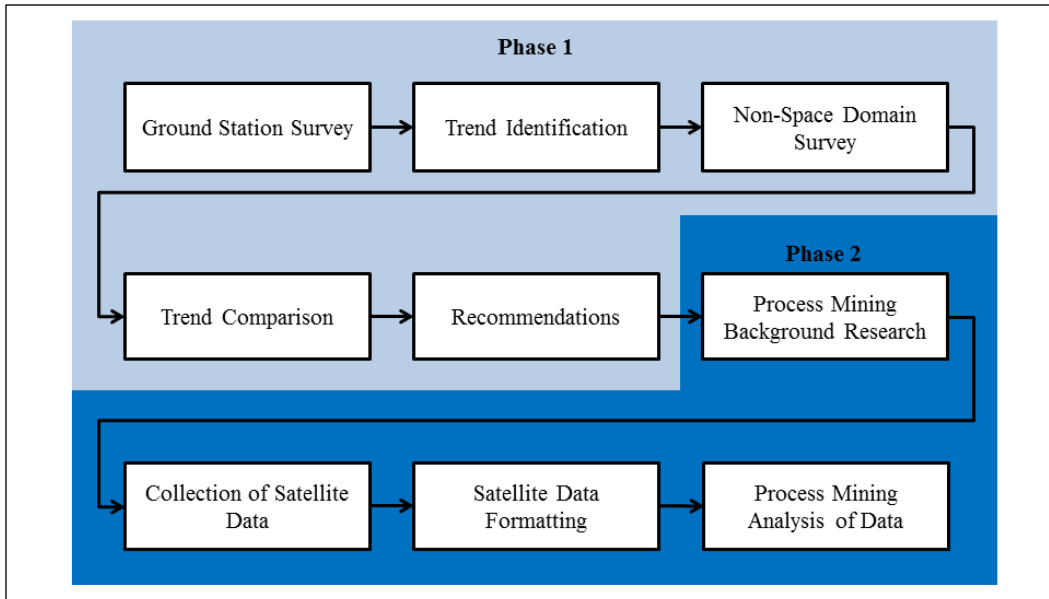 Phase 1
Ground Station Survey
Trend Identification
Non-Space Domain
Survey
Trend Comparison
Recommendations
Phase 2
Process Mining
Background Research
Collection of Satellite
Data
Satellite Data
Formatting
Process Mining
Analysis of Data